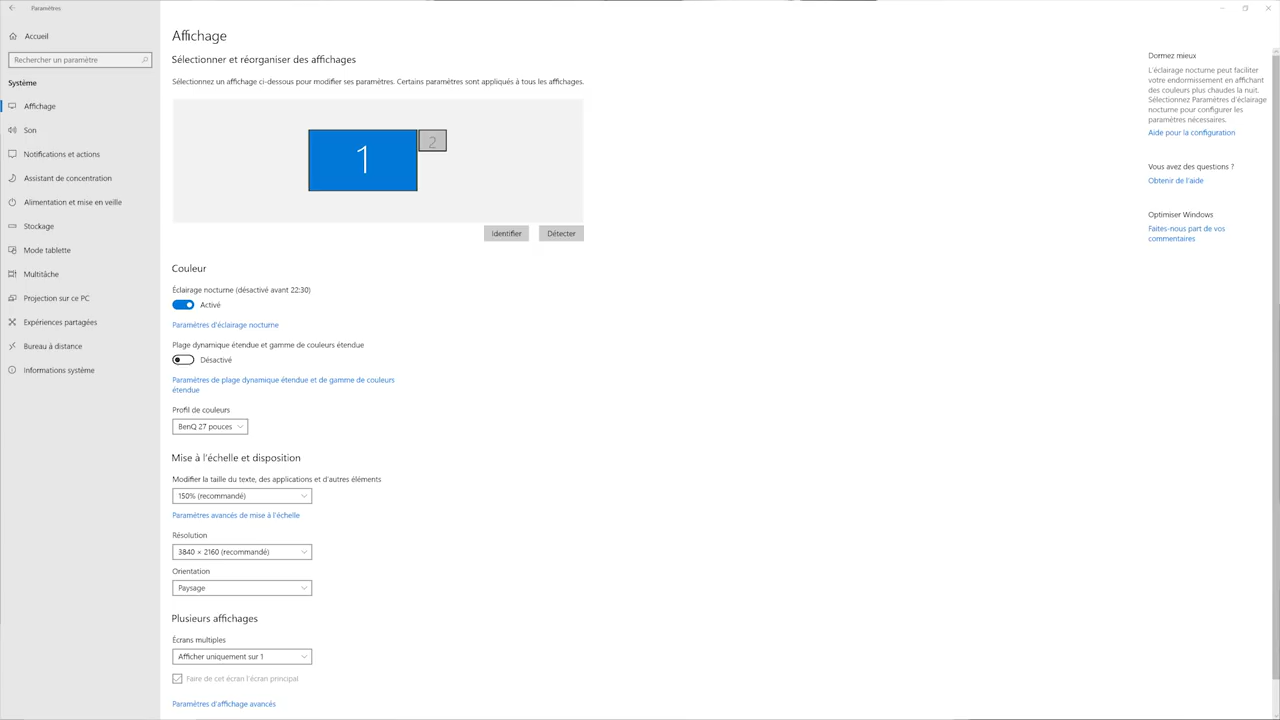 Paramètres
Accueil
Rechercher un paramètre
Système
Affichage
Son
Notifications et actions
Assistant de concentration
Alimentation et mise en veille
Stockage
Mode tablette
Multitâche
Projection sur ce PC
Expériences partagées
Bureau à distance
Informations système
Affichage
Sélectionner et réorganiser des affichages
Sélectionnez un affichage ci-dessous pour modifier ses paramètres. Certains paramètres sont appliqués à tous les affichages.
1
2
Identifier
Détecter
Couleur
Éclairage nocturne (désactivé avant 22:30)
Activé
Paramètres d'éclairage nocturne
Plage dynamique étendue et gamme de couleurs étendue
Désactivé
Paramètres de plage dynamique étendue et de gamme de couleurs
étendue
Profil de couleurs
BenQ 27 pouces
Mise à l'échelle et disposition
Modifier la taille du texte, des applications et d'autres éléments
150% (recommandé)
Paramètres avancés de mise à l'échelle
Résolution
3840 × 2160 (recommandé)
Orientation
Paysage
Plusieurs affichages
Écrans multiples
Afficher uniquement sur 1
Faire de cet écran l'écran principal
Paramètres d'affichage avancés
Dormez mieux
L'éclairage nocturne peut faciliter
votre endormissement en affichant
des couleurs plus chaudes la nuit.
Sélectionnez Paramètres d'éclairage
nocturne pour configurer les
paramètres nécessaires.
Aide pour la configuration
Vous avez des questions ?
Obtenir de l'aide
Optimiser Windows
Faites-nous part de vos
commentaires